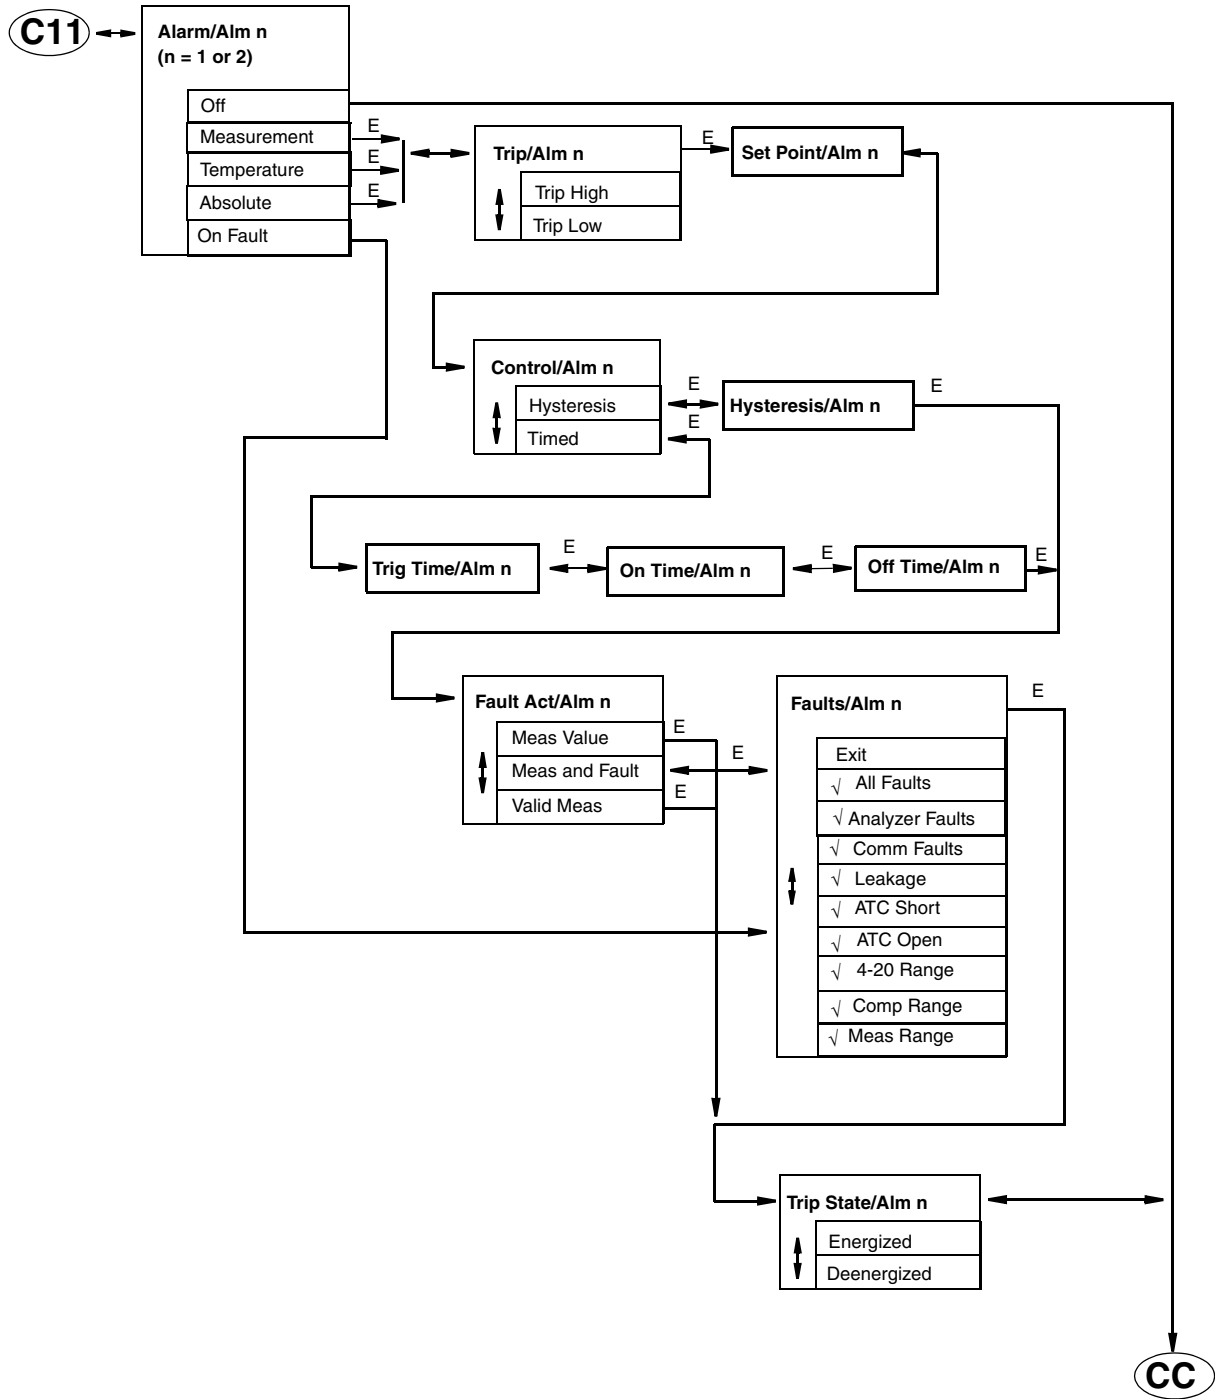 C11
Alarm/Alm n
(n = 1 or 2)
Off
Measurement
E
Temperature
E
Absolute
E
On Fault
Trip/Alm n
Trip High
Trip Low
E
Set Point/Alm n
Control/Alm n
Hysteresis
Timed
E
E
Hysteresis/Alm n
E
Trig Time/Alm n
E
On Time/Alm n
E
Off Time/Alm n
E
Fault Act/Alm n
Meas Value
Meas and Fault
Valid Meas
E
E
E
Faults/Alm n
E
Exit
√ All Faults
√ Analyzer Faults
√ Comm Faults
√ Leakage
√ ATC Short
√ ATC Open
√ 4-20 Range
√ Comp Range
√ Meas Range
Trip State/Alm n
Energized
Deenergized
CC